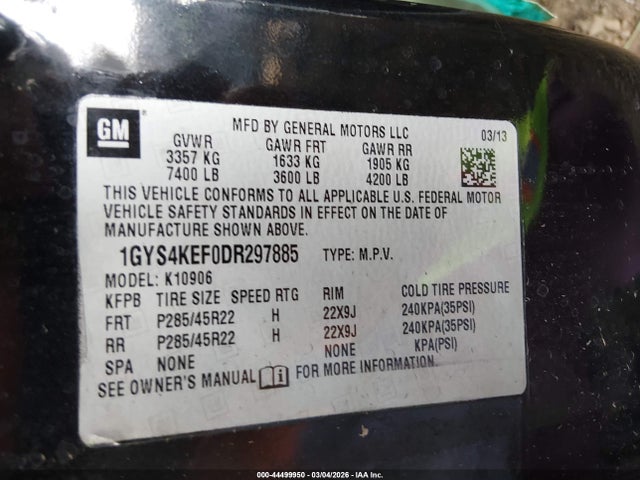 GM
MFD BY GENERAL MOTORS LLC 03/13
GVWR GAWR FRT GAWR RR
3357 KG 1633 KG 1905 KG
7400 LB 3600 LB 4200 LB
THIS VEHICLE CONFORMS TO ALL APPLICABLE U.S. FEDERAL MOTOR
VEHICLE SAFETY STANDARDS IN EFFECT ON THE DATE OF
MANUFACTURE SHOWN ABOVE.
1GYS4KEF0DR297885 TYPE: M.P.V.
MODEL: K10906
KFPB TIRE SIZE SPEED RTG RIM COLD TIRE PRESSURE
FRT P285/45R22 H 22X9J 240KPA(35PSI)
RR P285/45R22 H 22X9J 240KPA(35PSI)
SPA NONE NONE KPA(PSI)
SEE OWNER'S MANUAL FOR MORE INFORMATION.
000-44499950 - 03/04/2026 - IAA Inc.